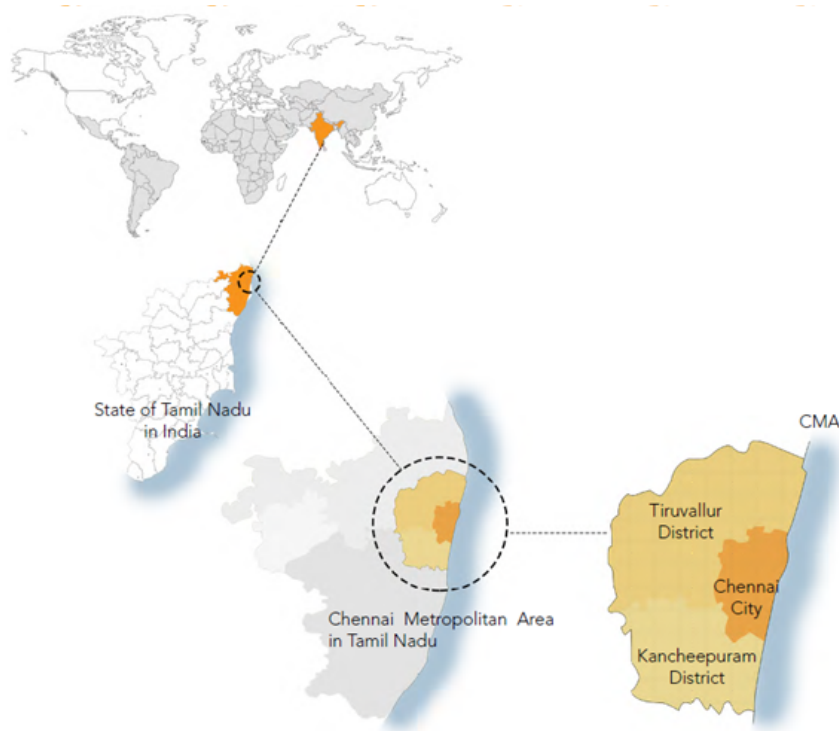 State of Tamil Nadu
in India
CMA
Tiruvallur
District
Chennai
City
Chennai Metropolitan Area
in Tamil Nadu
Kancheepuram
District